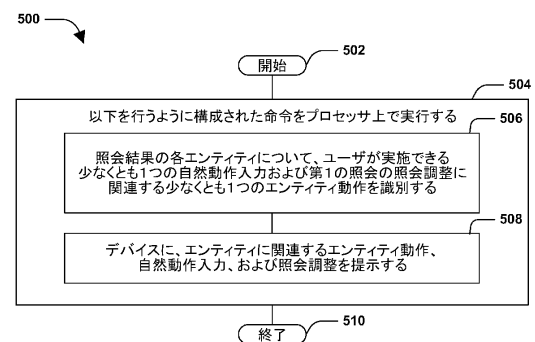 500
502
開始
504
以下を行うように構成された命令をプロセッサ上で実行する
506
照会結果の各エンティティについて、ユーザが実施できる
少なくとも1つの自然動作入力および第1の照会の照会調整に
関連する少なくとも1つのエンティティ動作を識別する
508
デバイスに、エンティティに関連するエンティティ動作、
自然動作入力、および照会調整を提示する
510
終了